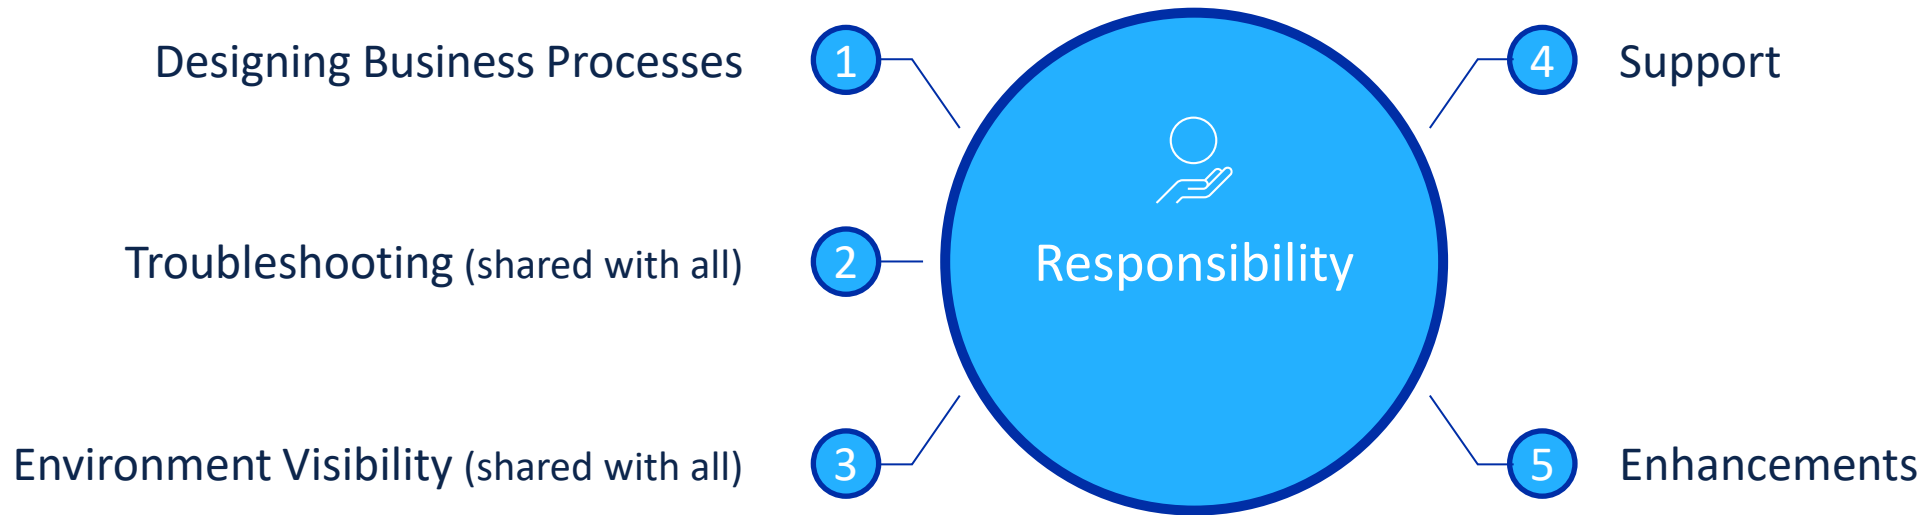 Designing Business Processes
1
Troubleshooting (shared with all)
2
Environment Visibility (shared with all)
3
Responsibility
4
Support
5
Enhancements